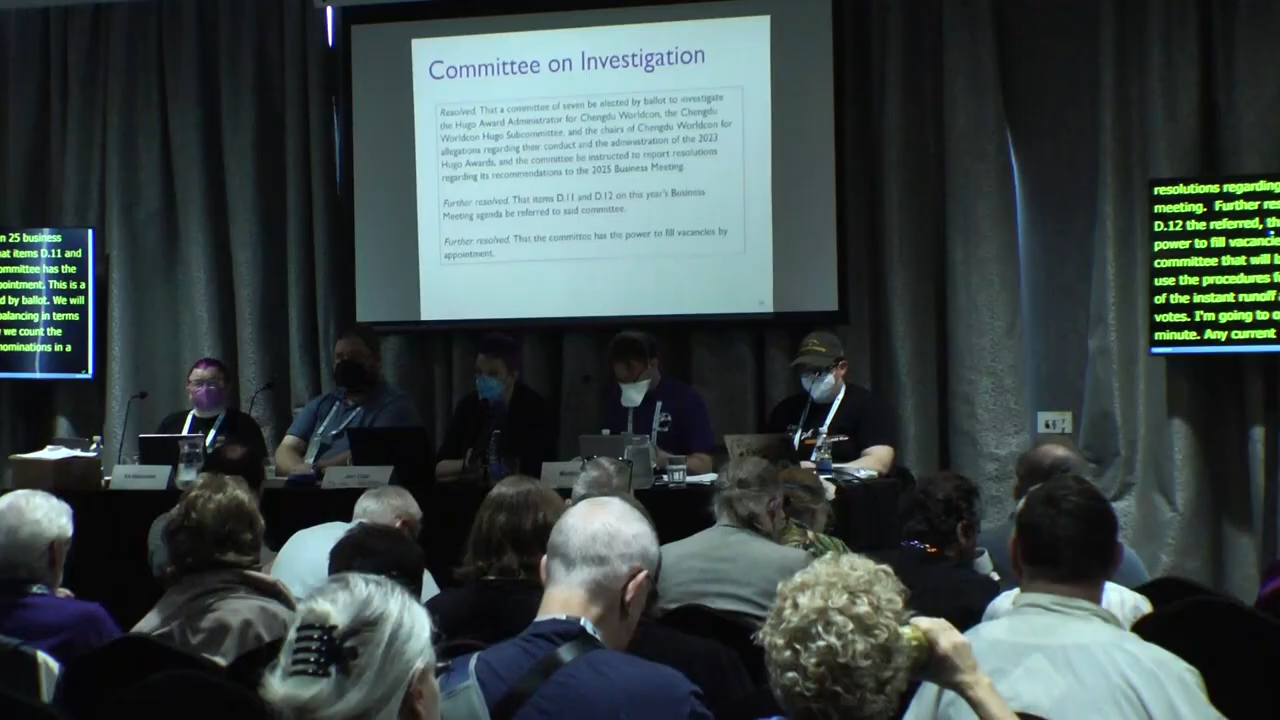 Committee on Investigation
Resolved. That a committee of seven be elected by ballot to investigate
the Hugo Award Administrator for Chengdu Worldcon, the Chengdu
Worldcon Hugo Subcommittee, and the chairs of Chengdu Worldcon for
allegations regarding their conduct and the administration of the 2023
Hugo Awards, and the committee be instructed to report resolutions
regarding its recommendations to the 2025 Business Meeting.
Further resolved. That items D.11 and D.12 on this year's Business
Meeting agenda be referred to said committee.
Further resolved. That the committee has the power to fill vacancies by
appointment.
n 25 business
at items D.11 and
ommittee has the
pointment. This is a
d by ballot. We will
alancing in terms
we count the
nominations in a
resolutions regarding
meeting. Further res
D.12 the referred, th
power to fill vacanci
committee that will b
use the procedures f
of the instant runoff
votes. I'm going to o
minute. Any current